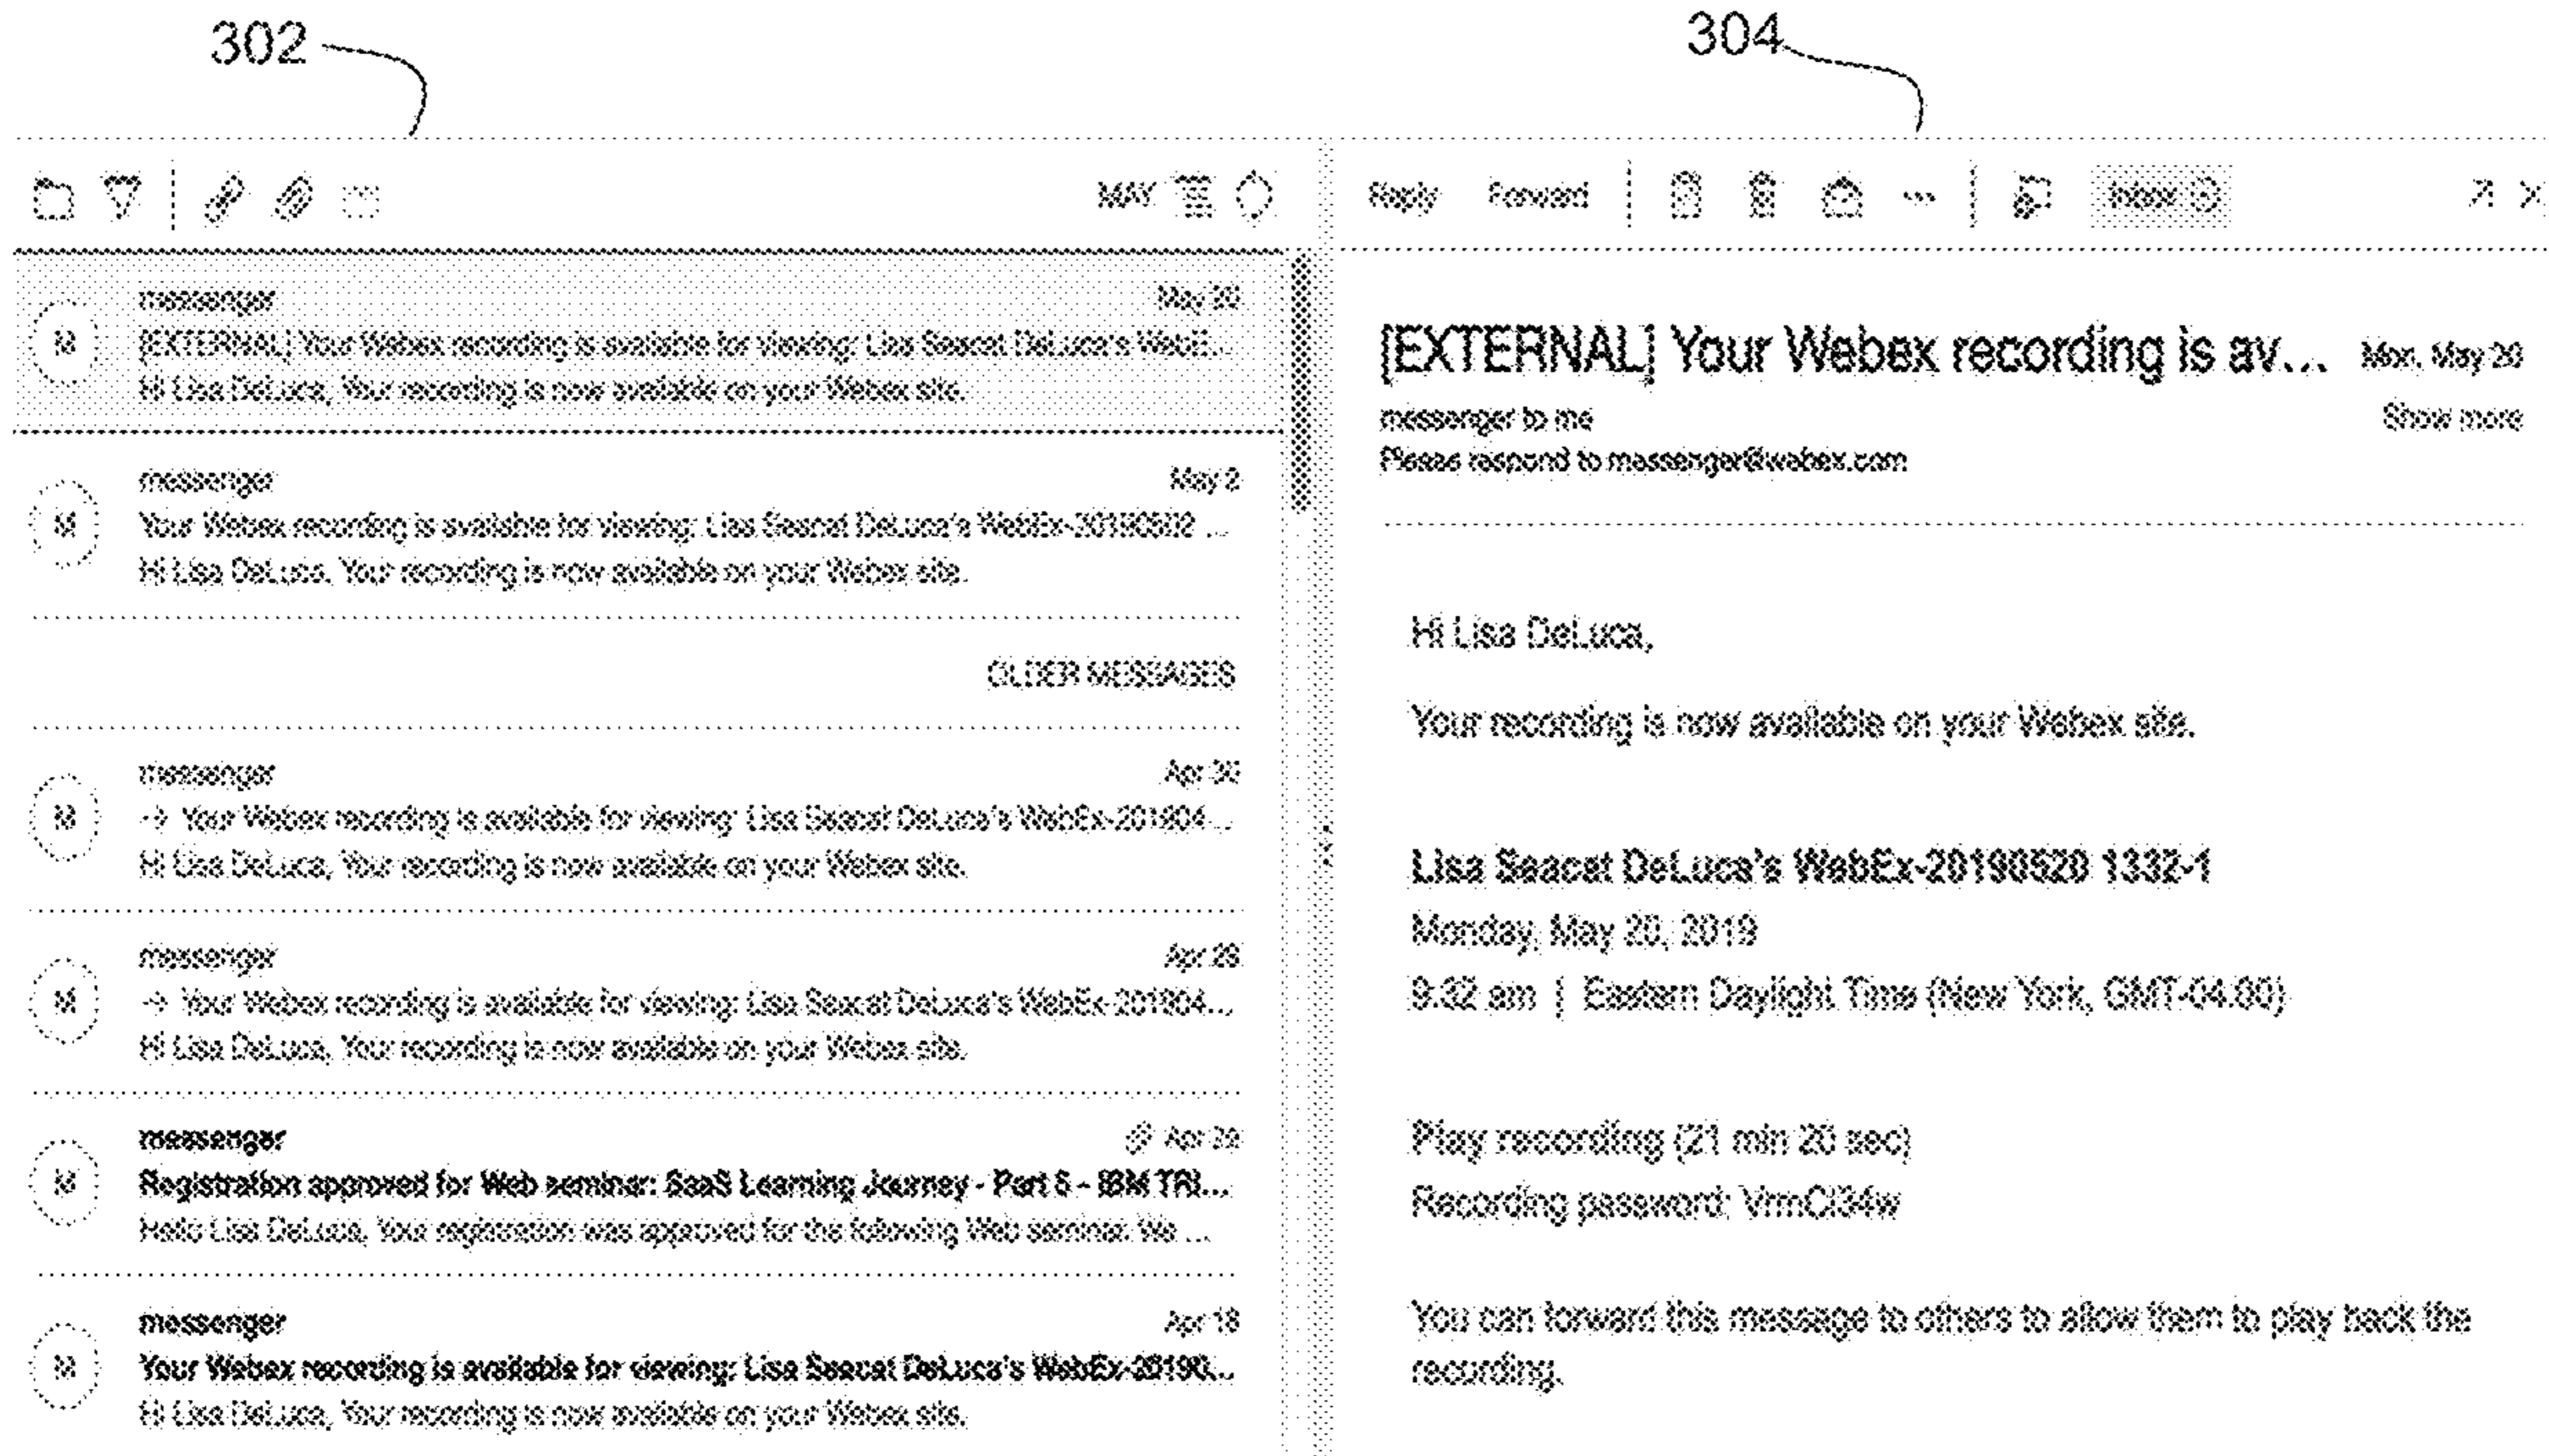 302
304
MAY
Reply Forward Inbox
messenger May 20
[EXTERNAL] Your Webex recording is available for viewing: Lisa Seacat DeLuca's WebE...
Hi Lisa DeLuca, Your recording is now available on your Webex site.
messenger May 2
Your Webex recording is available for viewing: Lisa Seacat DeLuca's WebEx-20190502 ...
Hi Lisa DeLuca, Your recording is now available on your Webex site.
OLDER MESSAGES
messenger Apr 30
Your Webex recording is available for viewing: Lisa Seacat DeLuca's WebEx-201904...
Hi Lisa DeLuca, Your recording is now available on your Webex site.
messenger Apr
Your Webex recording is available for viewing: Lisa Seacat DeLuca's WebEx-201904...
Hi Lisa DeLuca, Your recording is now available on your Webex site.
messenger Apr
Registration approved for Web seminar: SaaS Learning Journey - Part - IBM TRI...
Hello Lisa DeLuca, Your registration was approved for the following Web seminar. We ...
messenger Apr 18
Your Webex recording is available for viewing: Lisa Seacat DeLuca's WebEx-20190...
Hi Lisa DeLuca, Your recording is now available on your Webex site.
[EXTERNAL] Your Webex recording is av... Mon, May 20
messenger to me Show more
Please respond to messenger@webex.com
Hi Lisa DeLuca,
Your recording is now available on your Webex site.
Lisa Seacat DeLuca's WebEx-20190520 1332-1
Monday, May 20, 2019
9:32 am | Eastern Daylight Time (New York, GMT-04:00)
Play recording (21 min 20 sec)
Recording password:
You can forward this message to others to allow them to play back the
recording.